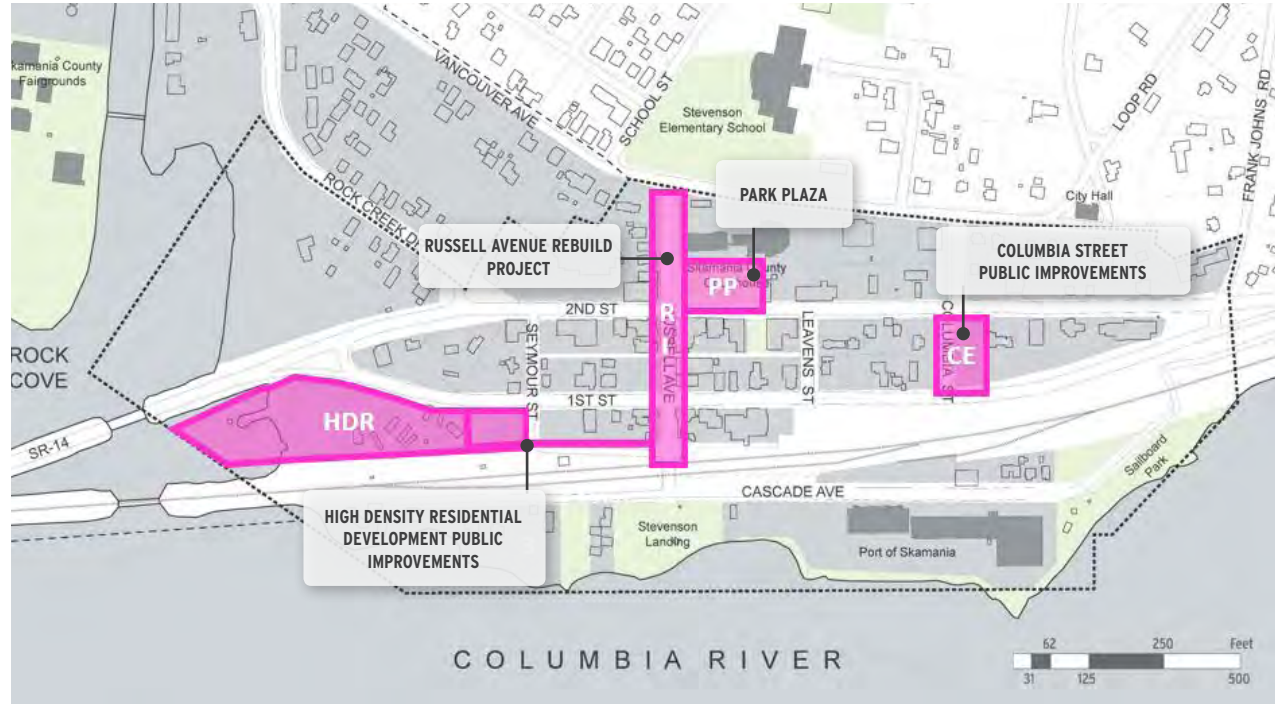 kamania County
Fairgrounds
VANCOUVER AVE
SCHOOL ST
Stevenson
Elementary School
LOOP RD
FRANK JOHNS RD
City Hall
ROCK CREEK D
PARK PLAZA
RUSSELL AVENUE REBUILD
PROJECT
COLUMBIA STREET
PUBLIC IMPROVEMENTS
Skamania County
PP
2ND ST
R
SEYMOUR ST
LEAVENS ST
COLUMBIA ST
CE
ROCK
COVE
1ST ST
HDR
SR-14
CASCADE AVE
Sailboard
Park
HIGH DENSITY RESIDENTIAL
DEVELOPMENT PUBLIC
IMPROVEMENTS
Stevenson
Landing
Port of Skamania
COLUMBIA RIVER
62 250 Feet
31 125 500